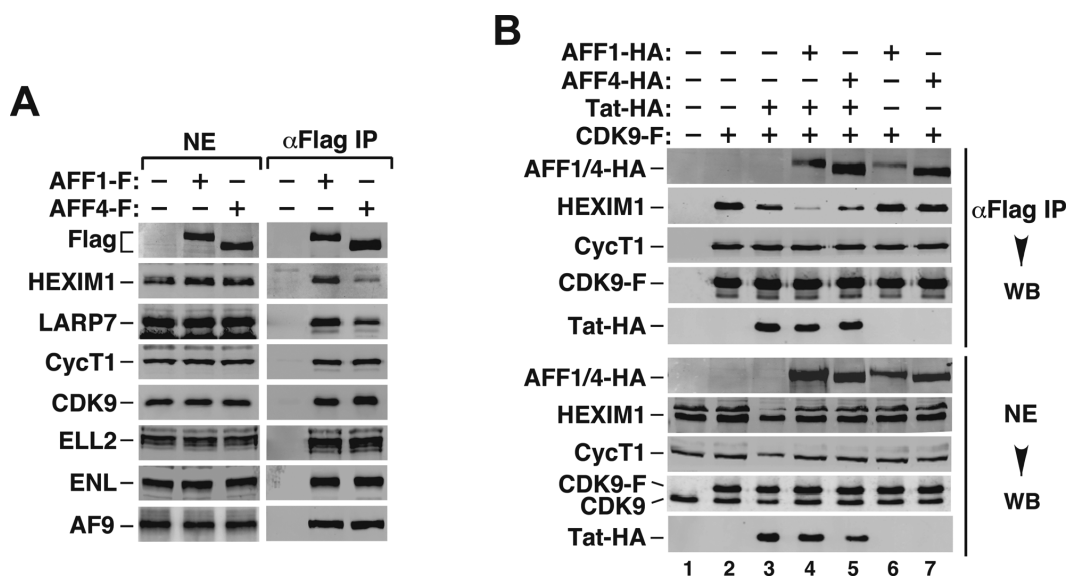 A
NE αFlag IP
AFF1-F: – + – – + –
AFF4-F: – – + – – +
Flag
HEXIM1
LARP7
CycT1
CDK9
ELL2
ENL
AF9
B
AFF1-HA: – – – + – + –
AFF4-HA: – – – – + – +
Tat-HA: – – + + + – –
CDK9-F: – + + + + + +
AFF1/4-HA
HEXIM1
CycT1
CDK9-F
Tat-HA
αFlag IP
WB
AFF1/4-HA
HEXIM1
CycT1
CDK9-F
CDK9
Tat-HA
NE
WB
1 2 3 4 5 6 7